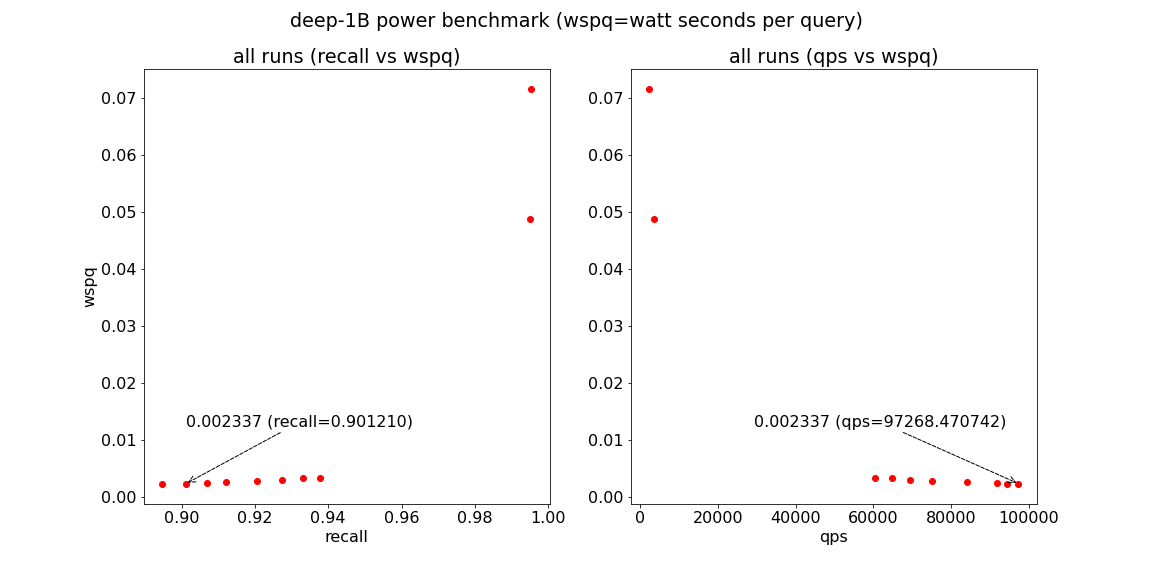 deep-1B power benchmark (wspq=watt seconds per query)
all runs (recall vs wspq)
0.07
0.06
0.05
0.04
0.03
0.02
0.01
0.00
wspq
0.002337 (recall=0.901210)
0.90 0.92 0.94 0.96 0.98 1.00
recall
all runs (qps vs wspq)
0.07
0.06
0.05
0.04
0.03
0.02
0.01
0.00
0.002337 (qps=97268.470742)
0 20000 40000 60000 80000 100000
qps